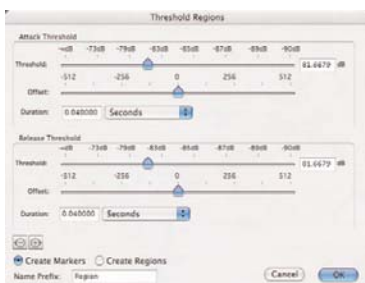 Threshold Regions
Attack Threshold
-∞dB -73dB -79dB -83dB -85dB -87dB -89dB -90dB
Threshold: 81.6679 dB
-512 -256 0 256 512
Offset:
Duration: 0.040000 Seconds
Release Threshold
-∞dB -73dB -79dB -83dB -85dB -87dB -89dB -90dB
Threshold: 81.6679 dB
-512 -256 0 256 512
Offset:
Duration: 0.040000 Seconds
Create Markers Create Regions
Name Prefix: Region Cancel OK